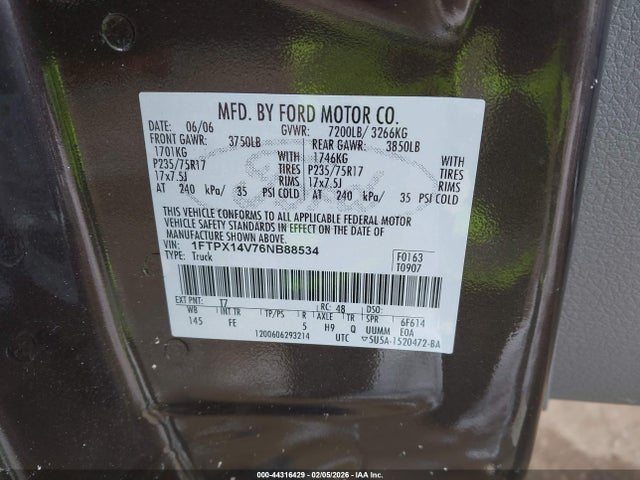 MFD. BY FORD MOTOR CO.
DATE: 06/06 GVWR: 7200LB/ 3266KG
FRONT GAWR: 3750LB REAR GAWR: 3850LB
1701KG WITH 1746KG WITH
P235/75R17 TIRES P235/75R17 TIRES
17x7.5J RIMS 17x7.5J RIMS
AT 240 kPa/ 35 PSI COLD AT 240 kPa/ 35 PSI COLD
THIS VEHICLE CONFORMS TO ALL APPLICABLE FEDERAL MOTOR
VEHICLE SAFETY STANDARDS IN EFFECT ON THE DATE OF
MANUFACTURE SHOWN ABOVE.
VIN: 1FTPX14V76NB88534 F0163
TYPE: Truck T0907
EXT PNT: T7 RC: 48 DSO:
WB INT TR TP/PS R AXLE TR SPR 6F614
145 FE 5 H9 Q UUMM E0A
1200606293214 UTC 5U5A-1520472-BA
000-44316429 - 02/05/2026 - IAA Inc.